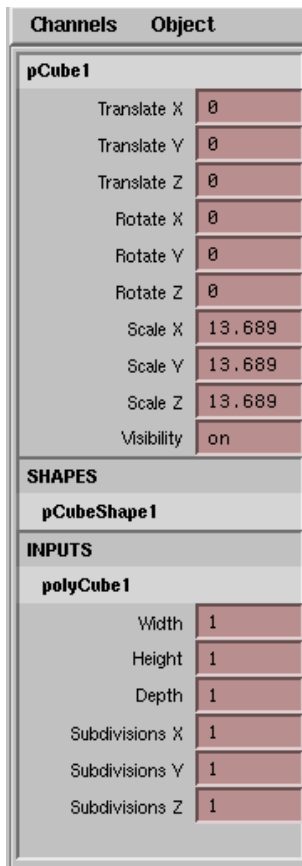 Channels Object
pCube1
Translate X 0
Translate Y 0
Translate Z 0
Rotate X 0
Rotate Y 0
Rotate Z 0
Scale X 13.689
Scale Y 13.689
Scale Z 13.689
Visibility on
SHAPES
pCubeShape1
INPUTS
polyCube1
Width 1
Height 1
Depth 1
Subdivisions X 1
Subdivisions Y 1
Subdivisions Z 1